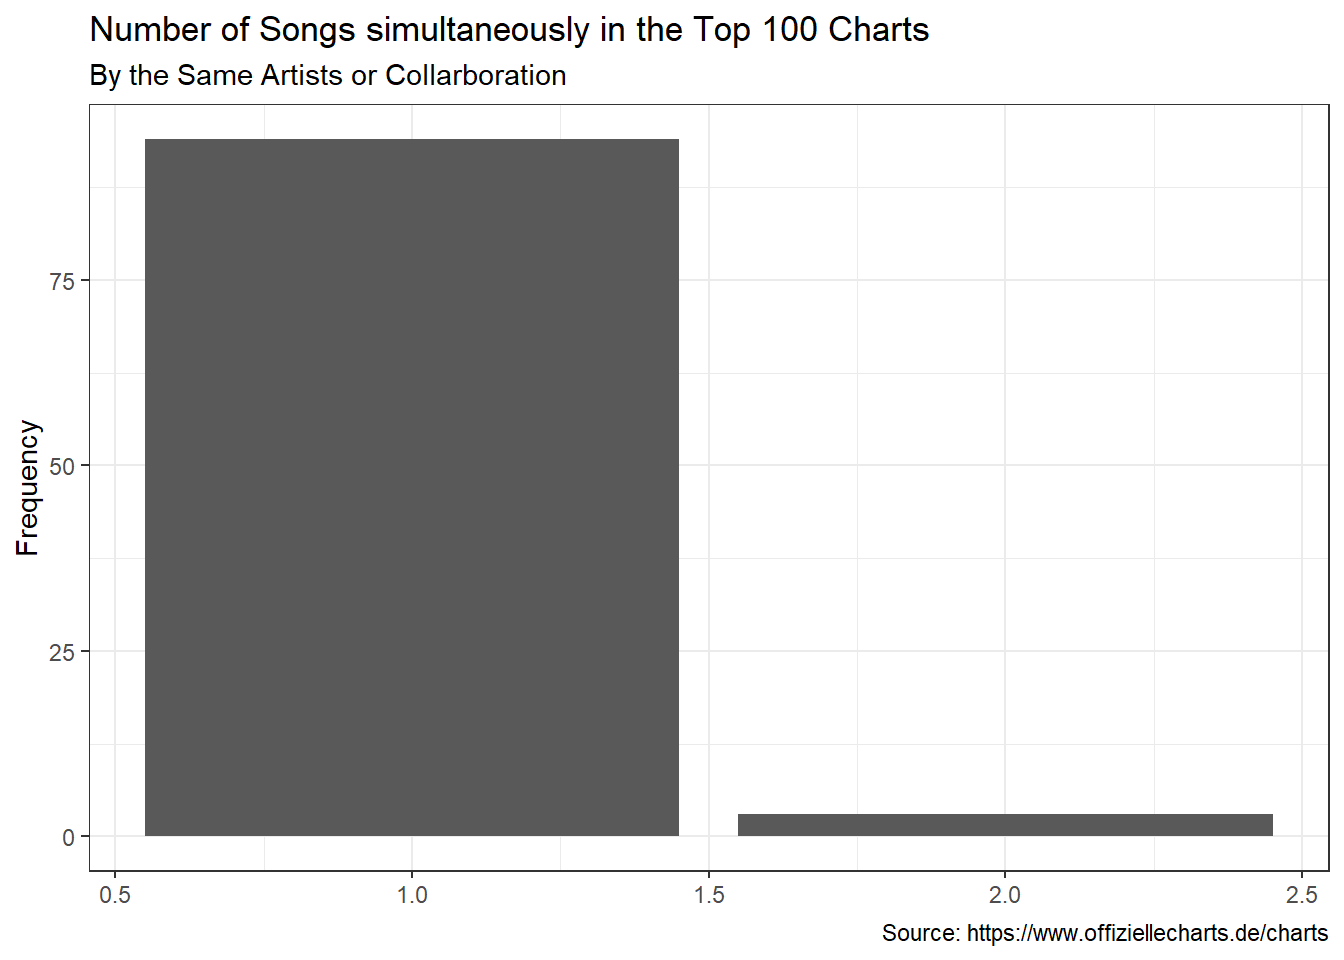 Number of Songs simultaneously in the Top 100 Charts
By the Same Artists or Collarboration
Frequency
75
50
25
0
0.5 1.0 1.5 2.0 2.5
Source: https://www.offiziellecharts.de/charts